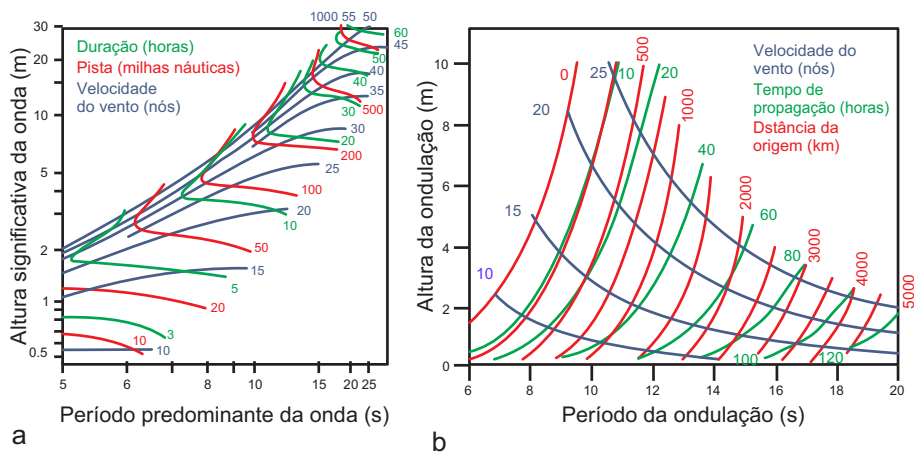 Altura significativa da onda (m)
30
20
10
5
2
1
0.5
Duração (horas)
Pista (milhas náuticas)
Velocidade
do vento (nós)
1000 55 50
60
45
50
40
40
35
500
30
30
20
200
25
100
20
10
50
15
5
20
3
10
10
5 6 8 10 15 20 25
Período predominante da onda (s)
a
Altura da ondulação (m)
10
8
6
4
2
0
Velocidade do
vento (nós)
Tempo de
propagação (horas)
Dstância da
origem (km)
0
25
10
500
20
1000
20
40
15
2000
60
10
3000
80
4000
5000
100
120
6 8 10 12 14 16 18 20
Período da ondulação (s)
b